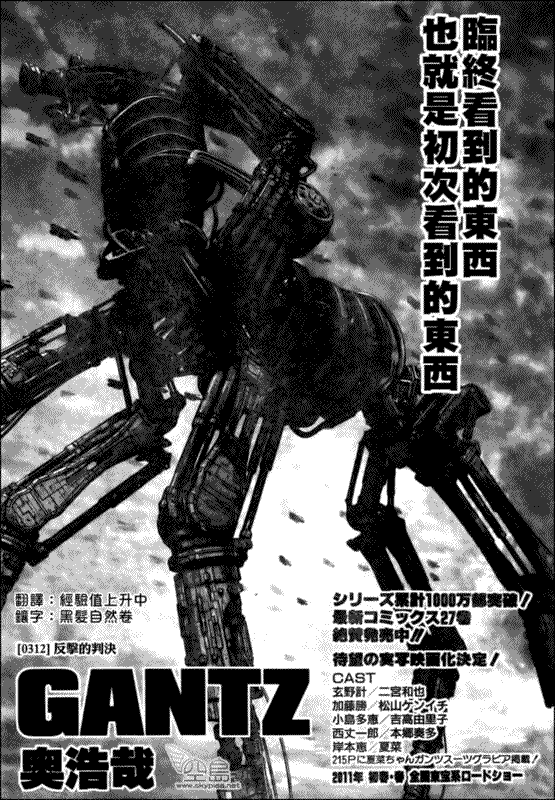 臨終看到的東西
也就是初次看到的東西
翻譯：經驗值上升中
鑲字：黑髮自然卷
[0312] 反擊的判決
GANTZ
奧浩哉
空島
www.skypida.net
シリーズ累計1000万部突破！
最新コミックス27巻
絶賛発売中!!
待望の実写映画化決定！
CAST
玄野計／二宮和也
加藤勝／松山ケンイチ
小島多恵／吉高由里子
西丈一郎／本郷奏多
岸本恵／夏菜
215Pに夏菜ちゃんガンツスーツグラビア掲載！
2011年 初春・春 全国東宝系ロードショー